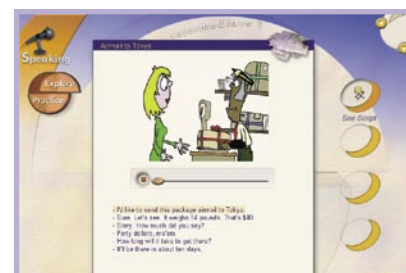 Speaking
Airmail to Tokyo
Explore
Practice
See Script
- I'd like to send this package airmail to Tokyo.
- Sure. Let's see. It weighs 14 pounds. That's $40.
- Sorry. How much did you say?
- Forty dollars, ma'am.
- How long will it take to get there?
- It'll be there in about ten days.